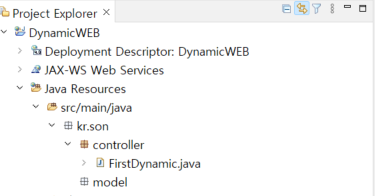 Project Explorer
DynamicWEB
Deployment Descriptor: DynamicWEB
JAX-WS Web Services
Java Resources
src/main/java
kr.son
controller
FirstDynamic.java
model